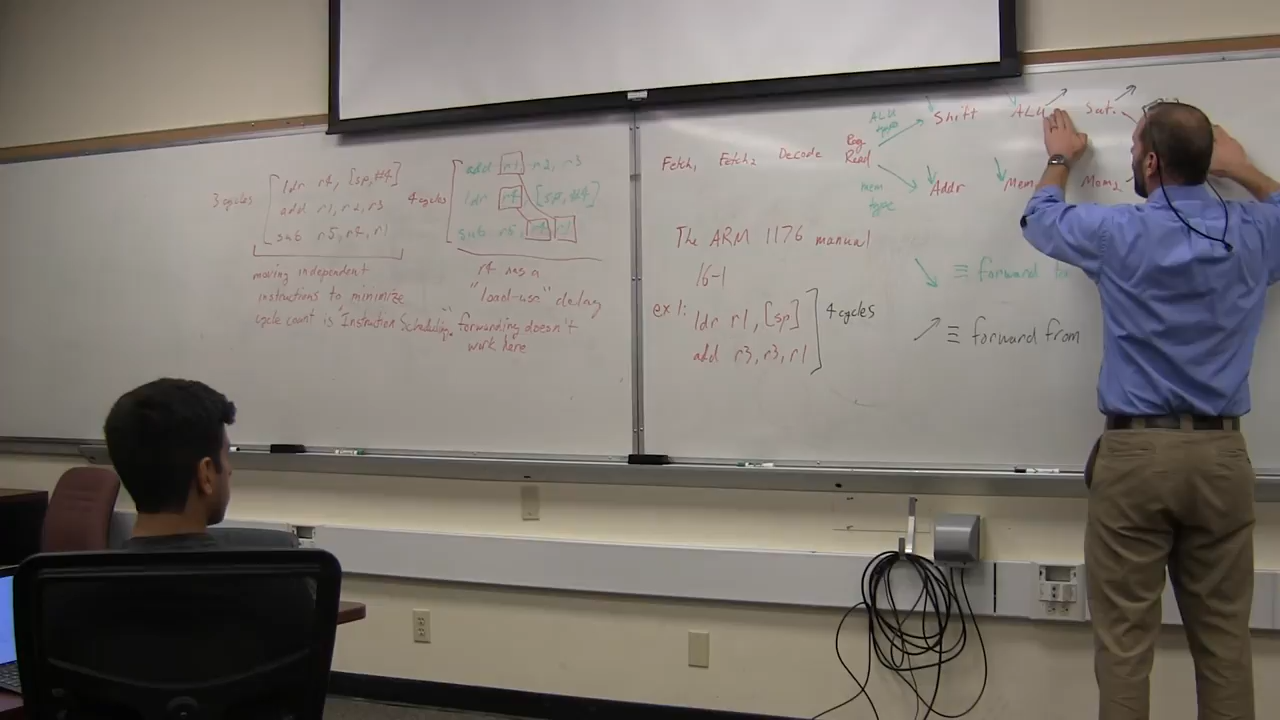 3 cycles
ldr r4, [sp, #4]
add r1, r2, r3
sub r5, r4, r1
moving independent
instructions to minimize
cycle count is "Instruction Scheduling"
4 cycles
add r1, r2, r3
ldr r4, [sp, #4]
sub r5, r4, r1
r4 has a
"load-use" delay
forwarding doesn't
work here
Fetch1 Fetch2 Decode
Reg
Read
ALU
type
Shift ALU Sat.
mem
type
Addr Mem Mem2
The ARM 1176 manual
16-1
ex 1:
ldr r1, [sp]
add r3, r3, r1
4 cycles
≡ forward to
≡ forward from